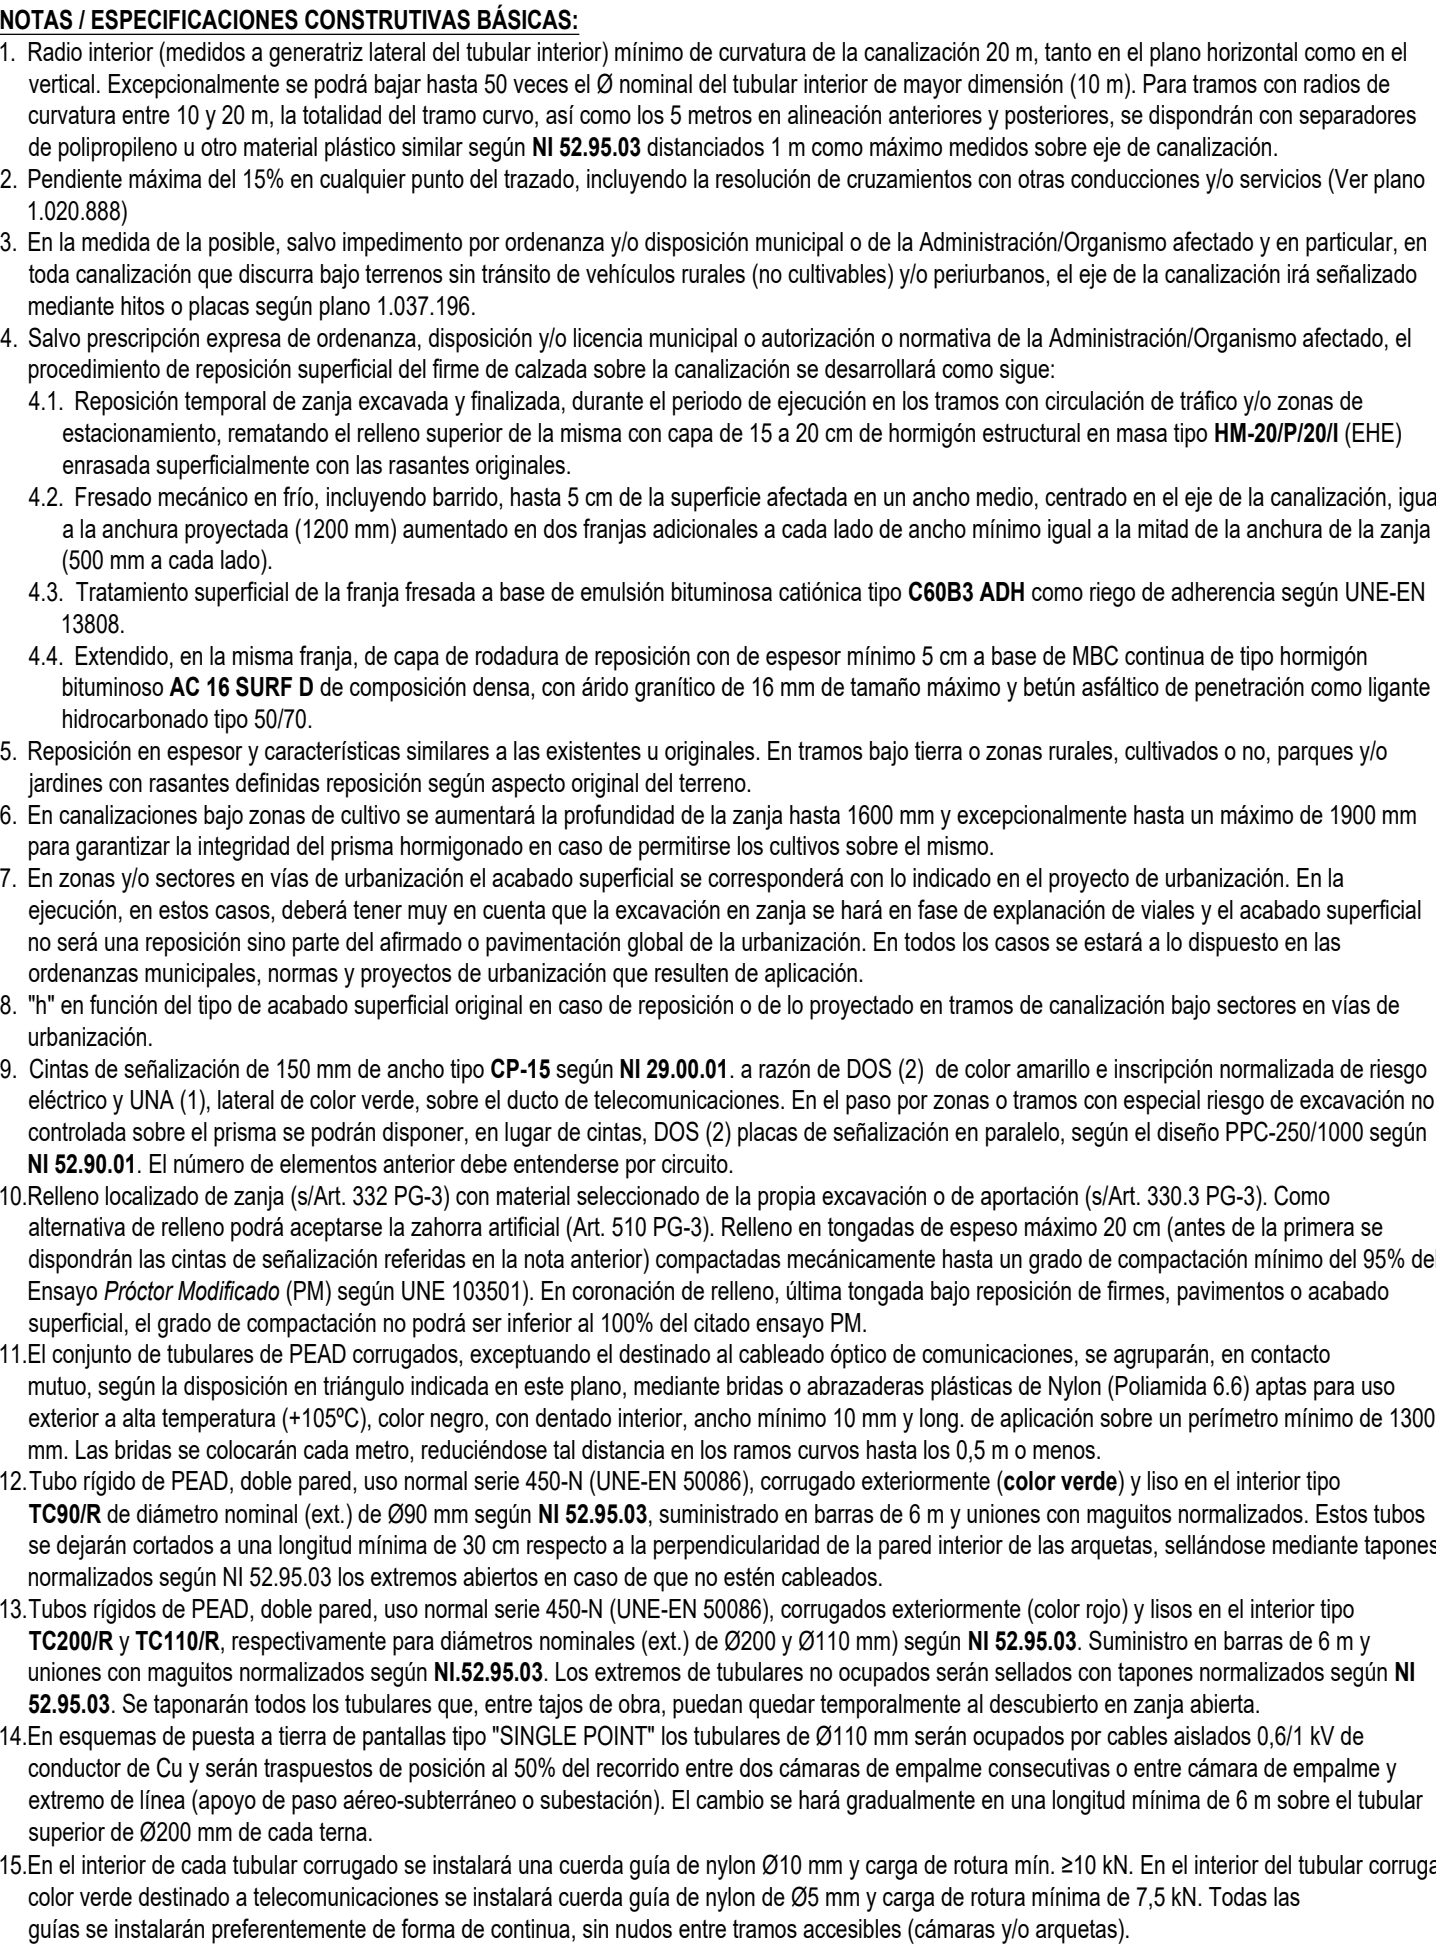 NOTAS / ESPECIFICACIONES CONSTRUTIVAS BÁSICAS:
1. Radio interior (medidos a generatriz lateral del tubular interior) mínimo de curvatura de la canalización 20 m, tanto en el plano horizontal como en el
vertical. Excepcionalmente se podrá bajar hasta 50 veces el Ø nominal del tubular interior de mayor dimensión (10 m). Para tramos con radios de
curvatura entre 10 y 20 m, la totalidad del tramo curvo, así como los 5 metros en alineación anteriores y posteriores, se dispondrán con separadores
de polipropileno u otro material plástico similar según NI 52.95.03 distanciados 1 m como máximo medidos sobre eje de canalización.
2. Pendiente máxima del 15% en cualquier punto del trazado, incluyendo la resolución de cruzamientos con otras conducciones y/o servicios (Ver plano
1.020.888)
3. En la medida de la posible, salvo impedimento por ordenanza y/o disposición municipal o de la Administración/Organismo afectado y en particular, en
toda canalización que discurra bajo terrenos sin tránsito de vehículos rurales (no cultivables) y/o periurbanos, el eje de la canalización irá señalizado
mediante hitos o placas según plano 1.037.196.
4. Salvo prescripción expresa de ordenanza, disposición y/o licencia municipal o autorización o normativa de la Administración/Organismo afectado, el
procedimiento de reposición superficial del firme de calzada sobre la canalización se desarrollará como sigue:
4.1. Reposición temporal de zanja excavada y finalizada, durante el periodo de ejecución en los tramos con circulación de tráfico y/o zonas de
estacionamiento, rematando el relleno superior de la misma con capa de 15 a 20 cm de hormigón estructural en masa tipo HM-20/P/20/I (EHE)
enrasada superficialmente con las rasantes originales.
4.2. Fresado mecánico en frío, incluyendo barrido, hasta 5 cm de la superficie afectada en un ancho medio, centrado en el eje de la canalización, igua
a la anchura proyectada (1200 mm) aumentado en dos franjas adicionales a cada lado de ancho mínimo igual a la mitad de la anchura de la zanja
(500 mm a cada lado).
4.3. Tratamiento superficial de la franja fresada a base de emulsión bituminosa catiónica tipo C60B3 ADH como riego de adherencia según UNE-EN
13808.
4.4. Extendido, en la misma franja, de capa de rodadura de reposición con de espesor mínimo 5 cm a base de MBC continua de tipo hormigón
bituminoso AC 16 SURF D de composición densa, con árido granítico de 16 mm de tamaño máximo y betún asfáltico de penetración como ligante
hidrocarbonado tipo 50/70.
5. Reposición en espesor y características similares a las existentes u originales. En tramos bajo tierra o zonas rurales, cultivados o no, parques y/o
jardines con rasantes definidas reposición según aspecto original del terreno.
6. En canalizaciones bajo zonas de cultivo se aumentará la profundidad de la zanja hasta 1600 mm y excepcionalmente hasta un máximo de 1900 mm
para garantizar la integridad del prisma hormigonado en caso de permitirse los cultivos sobre el mismo.
7. En zonas y/o sectores en vías de urbanización el acabado superficial se corresponderá con lo indicado en el proyecto de urbanización. En la
ejecución, en estos casos, deberá tener muy en cuenta que la excavación en zanja se hará en fase de explanación de viales y el acabado superficial
no será una reposición sino parte del afirmado o pavimentación global de la urbanización. En todos los casos se estará a lo dispuesto en las
ordenanzas municipales, normas y proyectos de urbanización que resulten de aplicación.
8. "h" en función del tipo de acabado superficial original en caso de reposición o de lo proyectado en tramos de canalización bajo sectores en vías de
urbanización.
9. Cintas de señalización de 150 mm de ancho tipo CP-15 según NI 29.00.01. a razón de DOS (2) de color amarillo e inscripción normalizada de riesgo
eléctrico y UNA (1), lateral de color verde, sobre el ducto de telecomunicaciones. En el paso por zonas o tramos con especial riesgo de excavación no
controlada sobre el prisma se podrán disponer, en lugar de cintas, DOS (2) placas de señalización en paralelo, según el diseño PPC-250/1000 según
NI 52.90.01. El número de elementos anterior debe entenderse por circuito.
10.Relleno localizado de zanja (s/Art. 332 PG-3) con material seleccionado de la propia excavación o de aportación (s/Art. 330.3 PG-3). Como
alternativa de relleno podrá aceptarse la zahorra artificial (Art. 510 PG-3). Relleno en tongadas de espeso máximo 20 cm (antes de la primera se
dispondrán las cintas de señalización referidas en la nota anterior) compactadas mecánicamente hasta un grado de compactación mínimo del 95% del
Ensayo Próctor Modificado (PM) según UNE 103501). En coronación de relleno, última tongada bajo reposición de firmes, pavimentos o acabado
superficial, el grado de compactación no podrá ser inferior al 100% del citado ensayo PM.
11.El conjunto de tubulares de PEAD corrugados, exceptuando el destinado al cableado óptico de comunicaciones, se agruparán, en contacto
mutuo, según la disposición en triángulo indicada en este plano, mediante bridas o abrazaderas plásticas de Nylon (Poliamida 6.6) aptas para uso
exterior a alta temperatura (+105ºC), color negro, con dentado interior, ancho mínimo 10 mm y long. de aplicación sobre un perímetro mínimo de 1300
mm. Las bridas se colocarán cada metro, reduciéndose tal distancia en los ramos curvos hasta los 0,5 m o menos.
12.Tubo rígido de PEAD, doble pared, uso normal serie 450-N (UNE-EN 50086), corrugado exteriormente (color verde) y liso en el interior tipo
TC90/R de diámetro nominal (ext.) de Ø90 mm según NI 52.95.03, suministrado en barras de 6 m y uniones con maguitos normalizados. Estos tubos
se dejarán cortados a una longitud mínima de 30 cm respecto a la perpendicularidad de la pared interior de las arquetas, sellándose mediante tapones
normalizados según NI 52.95.03 los extremos abiertos en caso de que no estén cableados.
13.Tubos rígidos de PEAD, doble pared, uso normal serie 450-N (UNE-EN 50086), corrugados exteriormente (color rojo) y lisos en el interior tipo
TC200/R y TC110/R, respectivamente para diámetros nominales (ext.) de Ø200 y Ø110 mm) según NI 52.95.03. Suministro en barras de 6 m y
uniones con maguitos normalizados según NI.52.95.03. Los extremos de tubulares no ocupados serán sellados con tapones normalizados según NI
52.95.03. Se taponarán todos los tubulares que, entre tajos de obra, puedan quedar temporalmente al descubierto en zanja abierta.
14.En esquemas de puesta a tierra de pantallas tipo "SINGLE POINT" los tubulares de Ø110 mm serán ocupados por cables aislados 0,6/1 kV de
conductor de Cu y serán traspuestos de posición al 50% del recorrido entre dos cámaras de empalme consecutivas o entre cámara de empalme y
extremo de línea (apoyo de paso aéreo-subterráneo o subestación). El cambio se hará gradualmente en una longitud mínima de 6 m sobre el tubular
superior de Ø200 mm de cada terna.
15.En el interior de cada tubular corrugado se instalará una cuerda guía de nylon Ø10 mm y carga de rotura mín. ≥10 kN. En el interior del tubular corruga
color verde destinado a telecomunicaciones se instalará cuerda guía de nylon de Ø5 mm y carga de rotura mínima de 7,5 kN. Todas las
guías se instalarán preferentemente de forma de continua, sin nudos entre tramos accesibles (cámaras y/o arquetas).